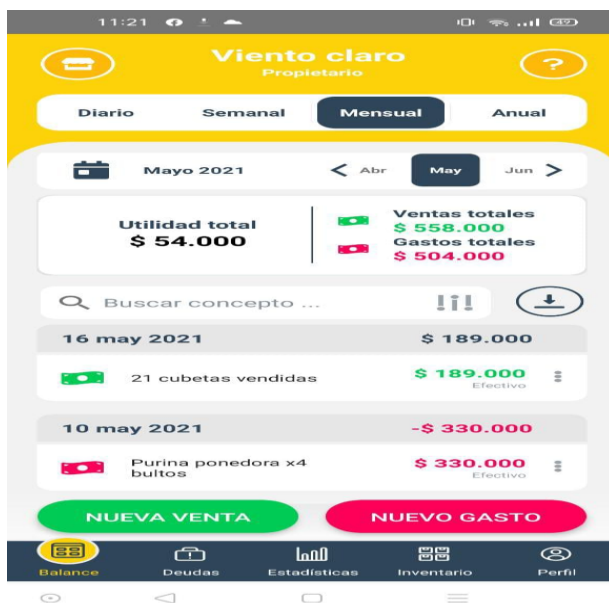 11:21
49
Viento claro
Propietario
?
Diario Semanal Mensual Anual
Mayo 2021 < Abr May Jun >
Utilidad total
$ 54.000
Ventas totales
$ 558.000
Gastos totales
$ 504.000
Buscar concepto ...
16 may 2021 $ 189.000
21 cubetas vendidas $ 189.000
Efectivo
10 may 2021 -$ 330.000
Purina ponedora x4
bultos
$ 330.000
Efectivo
NUEVA VENTA NUEVO GASTO
Balance Deudas Estadísticas Inventario Perfil